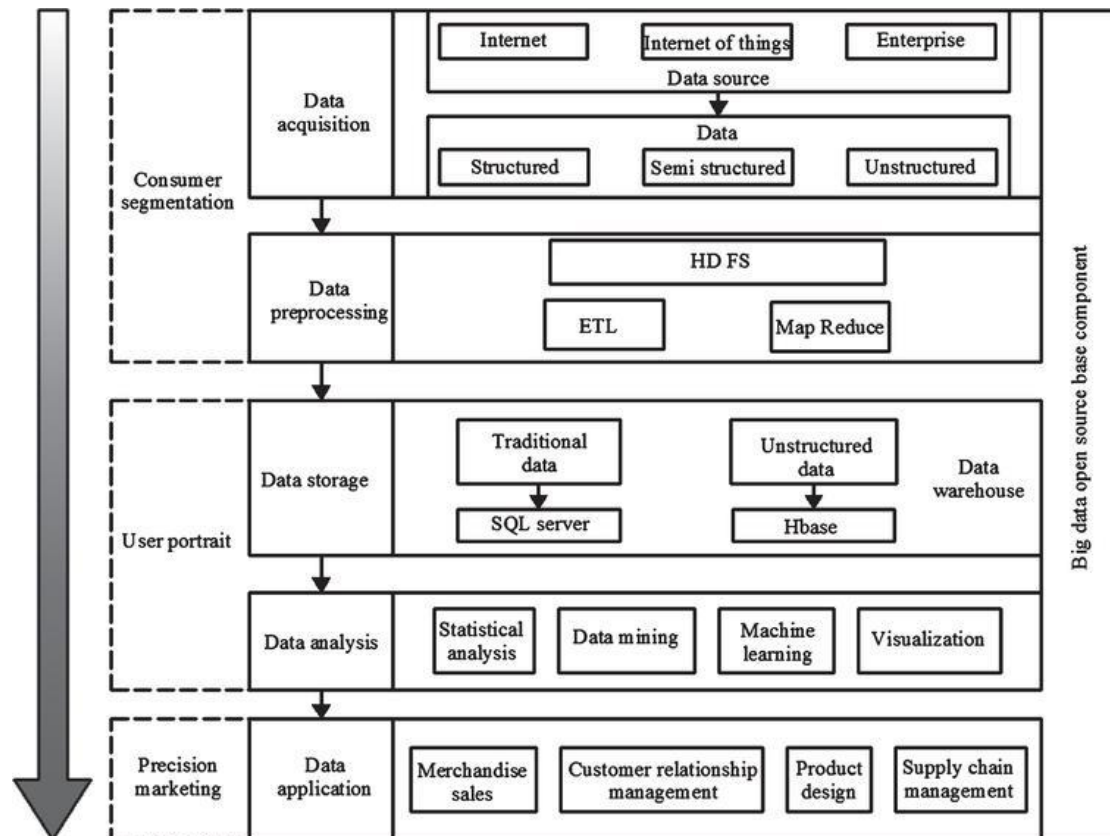 Internet
Internet of things
Enterprise
Data source
Data
acquisition
Data
Structured
Semi structured
Unstructured
Consumer
segmentation
HD FS
Data
preprocessing
ETL
Map Reduce
Traditional
data
Unstructured
data
Data storage
Data
warehouse
SQL server
Hbase
User portrait
Data analysis
Statistical
analysis
Data mining
Machine
learning
Visualization
Precision
marketing
Data
application
Merchandise
sales
Customer relationship
management
Product
design
Supply chain
management
Big data open source base component